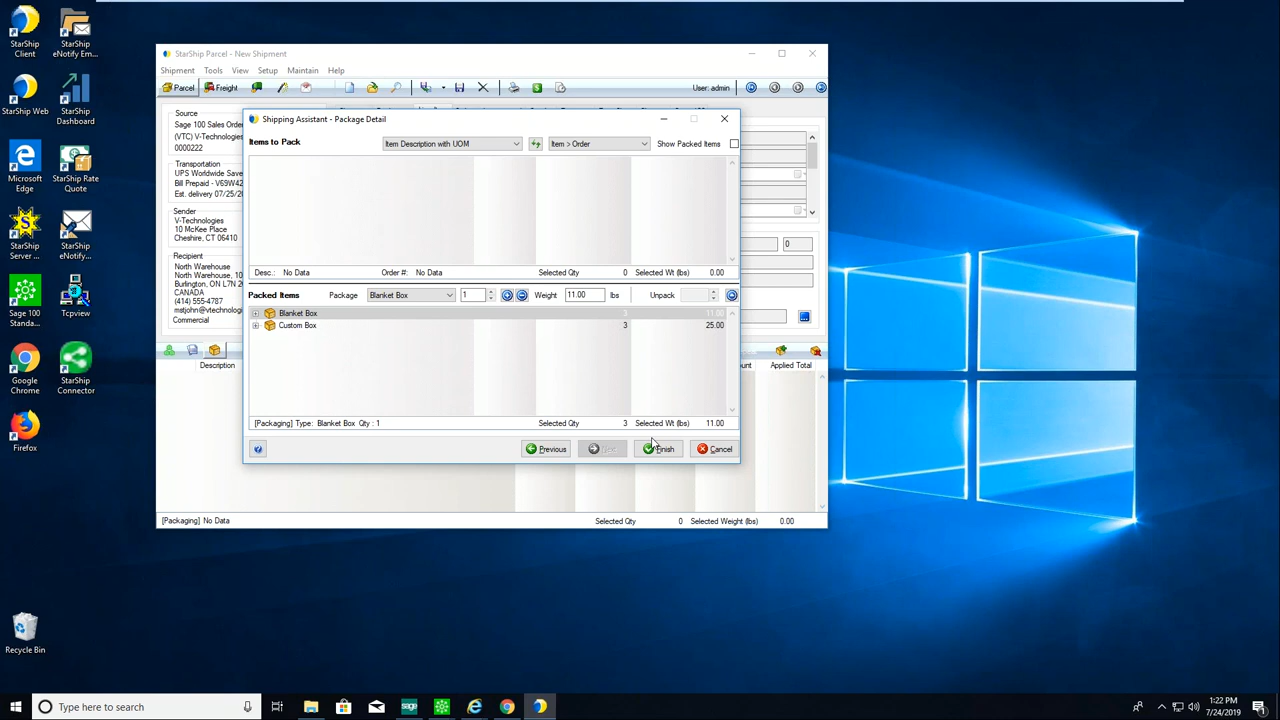 StarShip Client
StarShip eNotify Em...
StarShip Web
StarShip Dashboard
Microsoft Edge
StarShip Rate Quote
StarShip Server ...
StarShip eNotify...
Sage 100 Standa...
Tcpview
Google Chrome
StarShip Connector
Firefox
Recycle Bin
StarShip Parcel - New Shipment
Shipment Tools View Setup Maintain Help
Parcel Freight User: admin
Source
Sage 100 Sales Order
(VTC) V-Technologies
0000222
Transportation
UPS Worldwide Save
Bill Prepaid - V69W42
Est. delivery 07/25/20
Sender
V-Technologies
10 McKee Place
Cheshire, CT 06410
Recipient
North Warehouse
North Warehouse, 10
Burlington, ON L7N 2
CANADA
(414) 555-4787
mstjohn@vtechnologi
Commercial
0
Description
Applied Total
[Packaging] No Data Selected Qty 0 Selected Weight (lbs) 0.00
Shipping Assistant - Package Detail
Items to Pack Item Description with UOM Item > Order Show Packed Items
Desc.: No Data Order #: No Data Selected Qty 0 Selected Wt (lbs) 0.00
Packed Items Package Blanket Box 1 Weight 11.00 lbs Unpack
Blanket Box 3 11.00
Custom Box 3 25.00
[Packaging] Type: Blanket Box Qty : 1 Selected Qty 3 Selected Wt (lbs) 11.00
Previous Next Finish Cancel
Type here to search
1:22 PM
7/24/2019